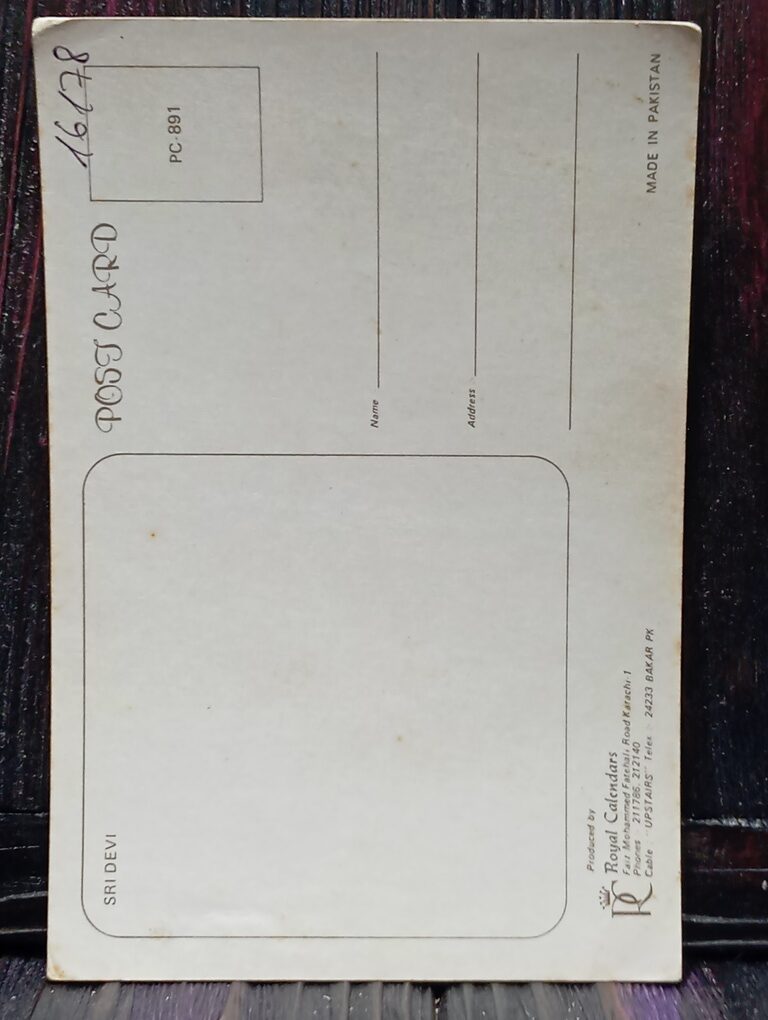 16178
PC-891
POST CARD
Name
Address
SRI DEVI
Produced by
RC Royal Calendars
Faiz Mohammed Fatehali Road Karachi-1
Phones 211786, 212140
Cable "UPSTAIRS" Telex 24233 BAKAR PK
MADE IN PAKISTAN